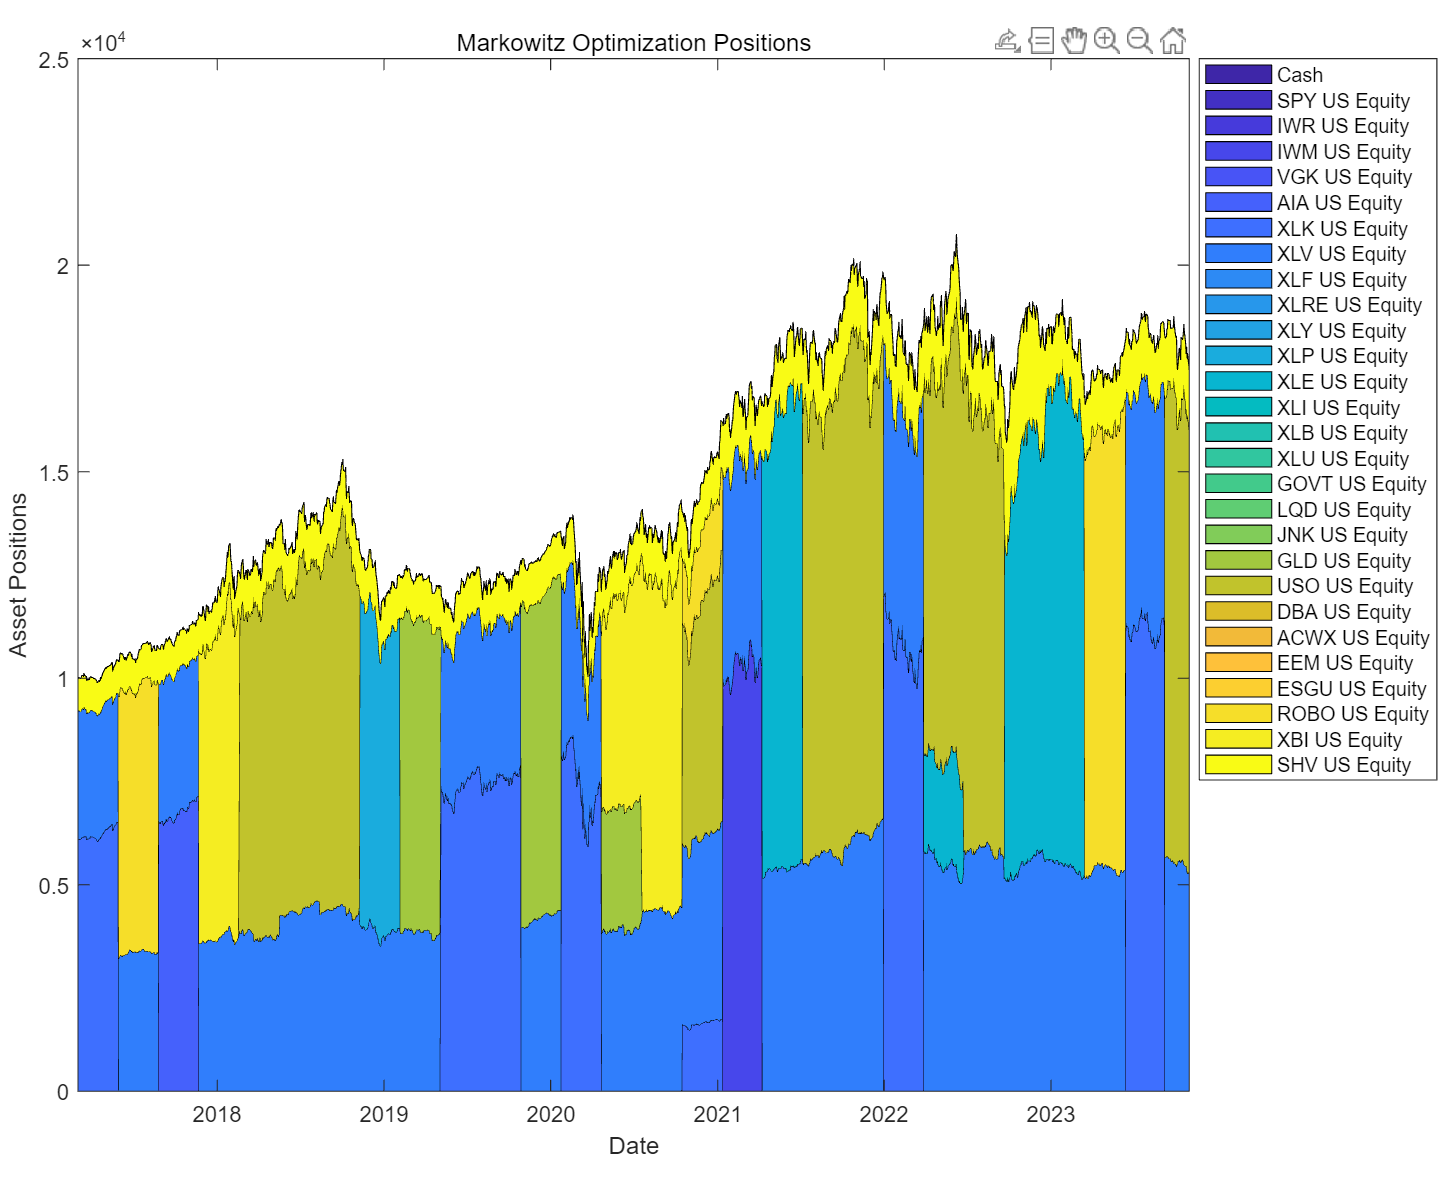 Markowitz Optimization Positions
×10⁴
2.5
2
1.5
1
0.5
0
Asset Positions
2018
2019
2020
2021
2022
2023
Date
Cash
SPY US Equity
IWR US Equity
IWM US Equity
VGK US Equity
AIA US Equity
XLK US Equity
XLV US Equity
XLF US Equity
XLRE US Equity
XLY US Equity
XLP US Equity
XLE US Equity
XLI US Equity
XLB US Equity
XLU US Equity
GOVT US Equity
LQD US Equity
JNK US Equity
GLD US Equity
USO US Equity
DBA US Equity
ACWX US Equity
EEM US Equity
ESGU US Equity
ROBO US Equity
XBI US Equity
SHV US Equity